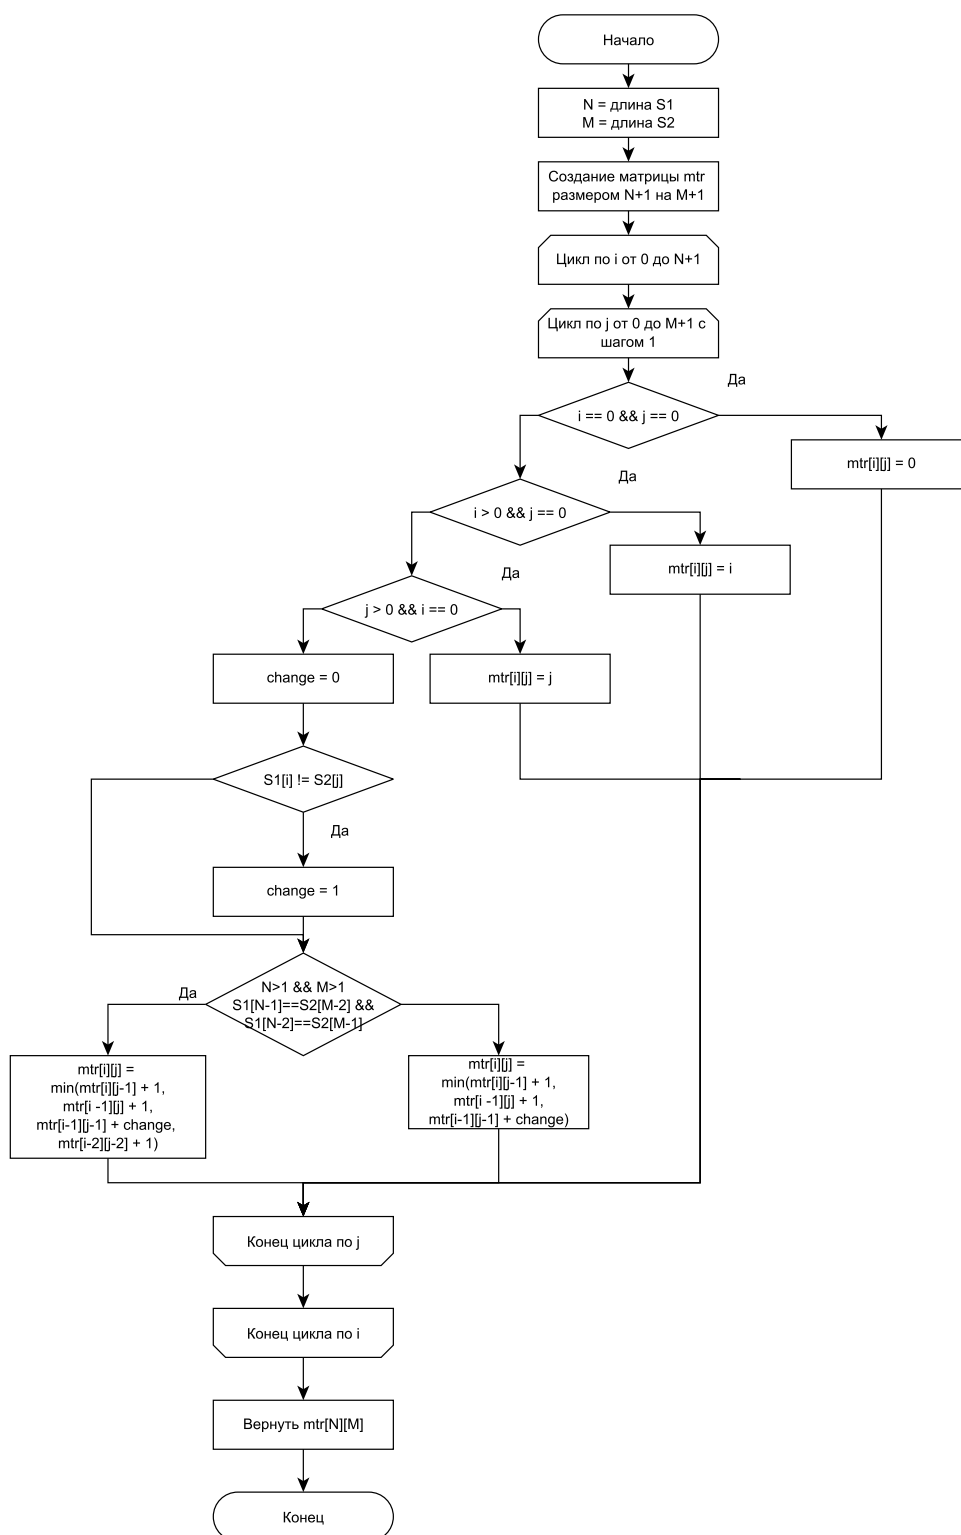 Начало
N = длина S1
M = длина S2
Создание матрицы mtr
размером N+1 на M+1
Цикл по i от 0 до N+1
Цикл по j от 0 до M+1 с
шагом 1
Да
i == 0 && j == 0
mtr[i][j] = 0
Да
i > 0 && j == 0
mtr[i][j] = i
Да
j > 0 && i == 0
change = 0
mtr[i][j] = j
S1[i] != S2[j]
Да
change = 1
Да
N>1 && M>1
S1[N-1]==S2[M-2] &&
S1[N-2]==S2[M-1]
mtr[i][j] =
min(mtr[i][j-1] + 1,
mtr[i -1][j] + 1,
mtr[i-1][j-1] + change,
mtr[i-2][j-2] + 1)
mtr[i][j] =
min(mtr[i][j-1] + 1,
mtr[i -1][j] + 1,
mtr[i-1][j-1] + change)
Конец цикла по j
Конец цикла по i
Вернуть mtr[N][M]
Конец